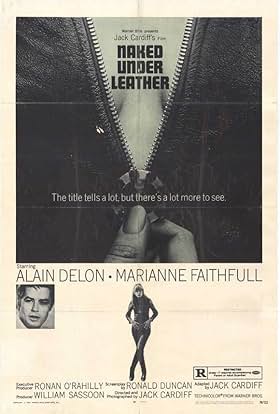 Warner Bros. presents
Jack Cardiff's Film
NAKED
UNDER
LEATHER
The title tells a lot, but there's a lot more to see.
Starring
ALAIN DELON • MARIANNE FAITHFULL
Executive Producer RONAN O'RAHILLY Screenplay by RONALD DUNCAN Adapted by JACK CARDIFF
Producer WILLIAM SASSOON Directed and Photographed by JACK CARDIFF TECHNICOLOR® FROM WARNER BROS.
R RESTRICTED